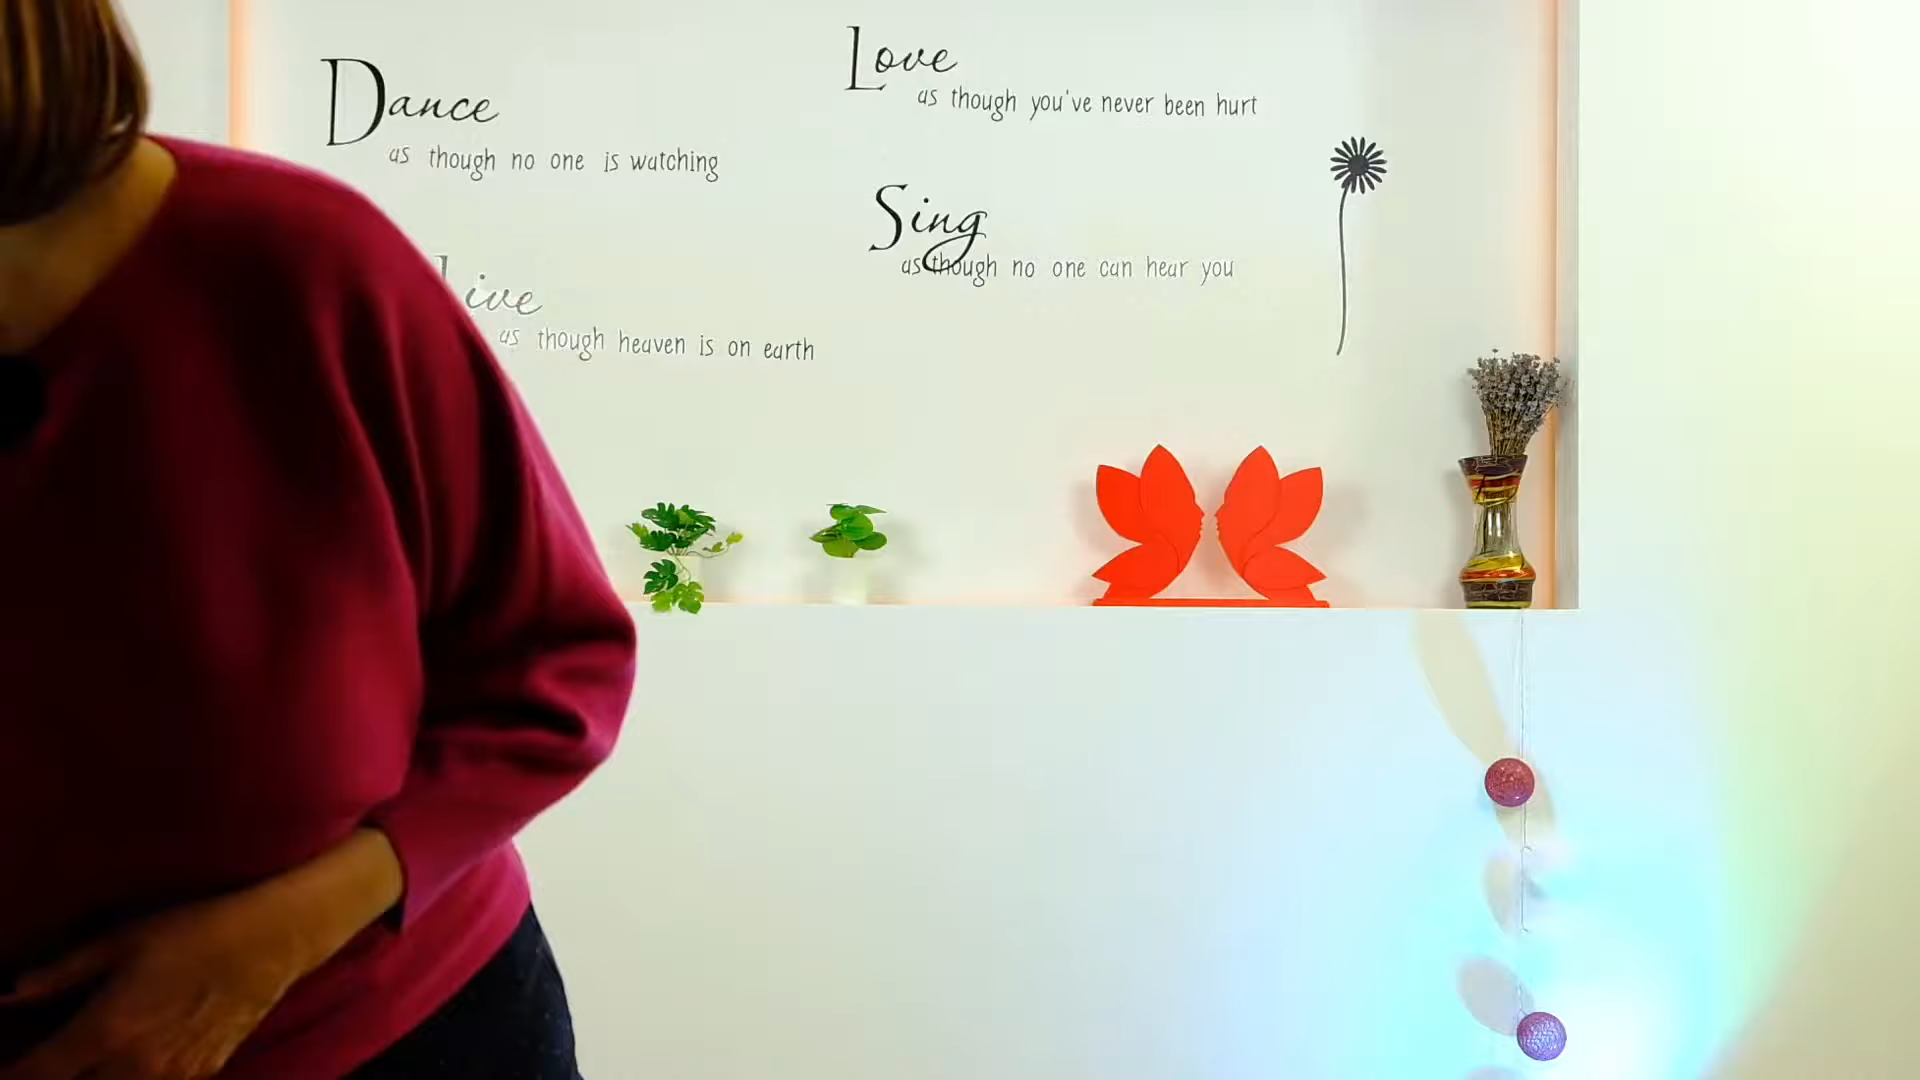 Dance
as though no one is watching
Love
as though you've never been hurt
Sing
as though no one can hear you
Live
as though heaven is on earth